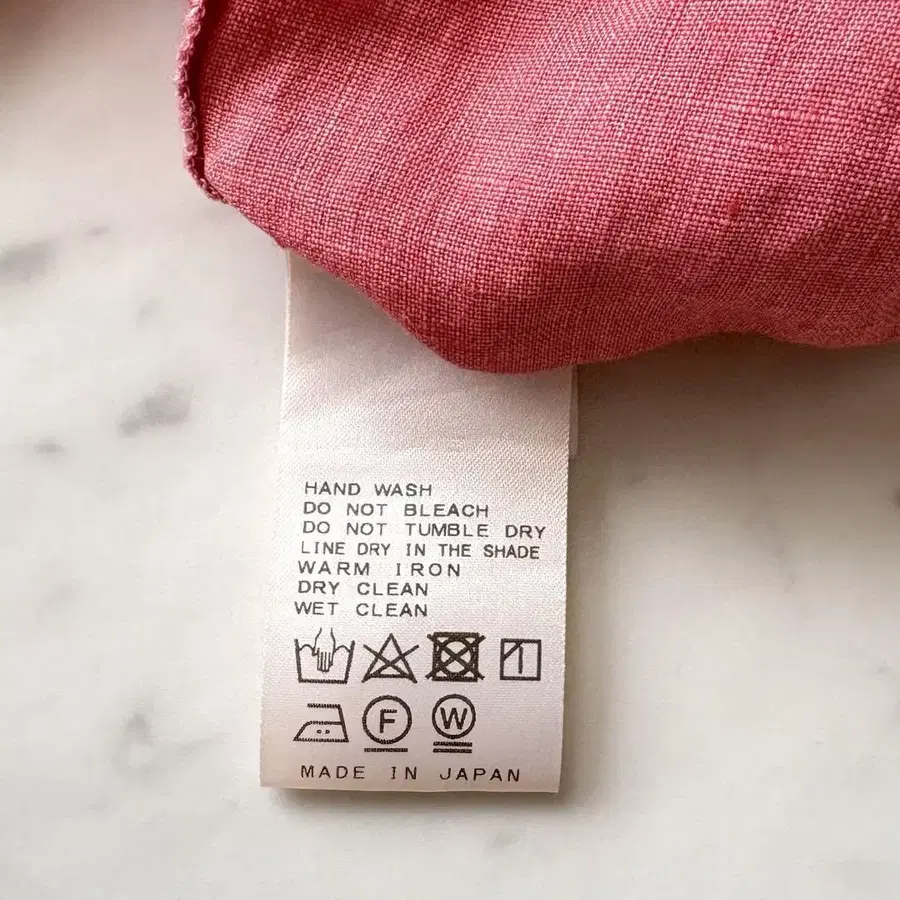 HAND WASH
DO NOT BLEACH
DO NOT TUMBLE DRY
LINE DRY IN THE SHADE
WARM IRON
DRY CLEAN
WET CLEAN
F W
MADE IN JAPAN